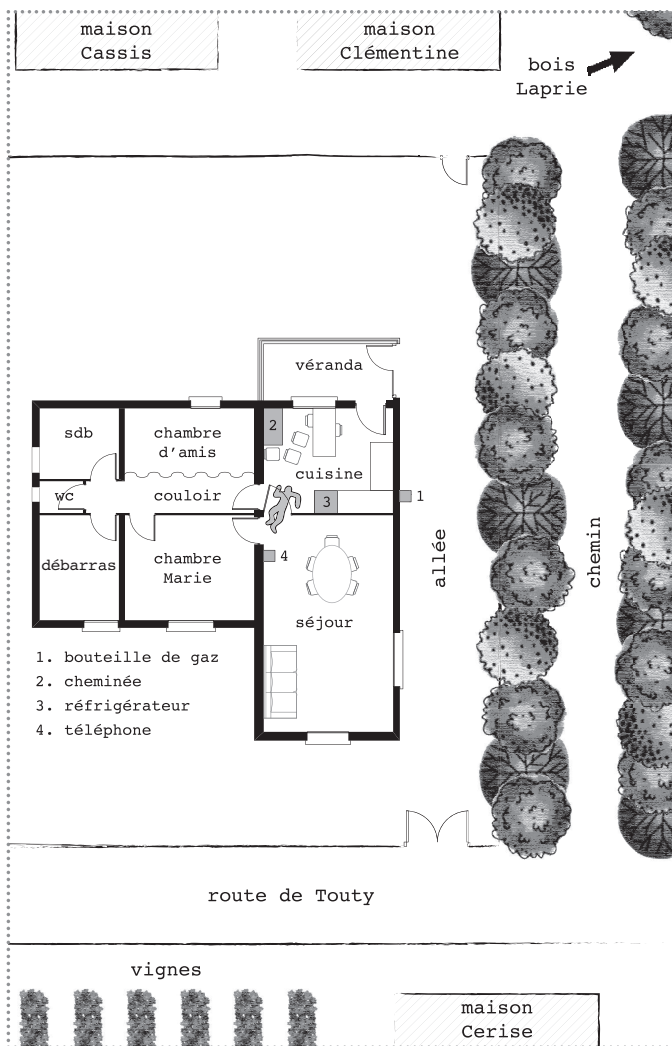 maison
Cassis
maison
Clémentine
bois
Laprie
véranda
sdb
chambre
d'amis
2
cuisine
wc
couloir
3
1
4
débarras
chambre
Marie
séjour
allée
chemin
1. bouteille de gaz
2. cheminée
3. réfrigérateur
4. téléphone
route de Touty
vignes
maison
Cerise